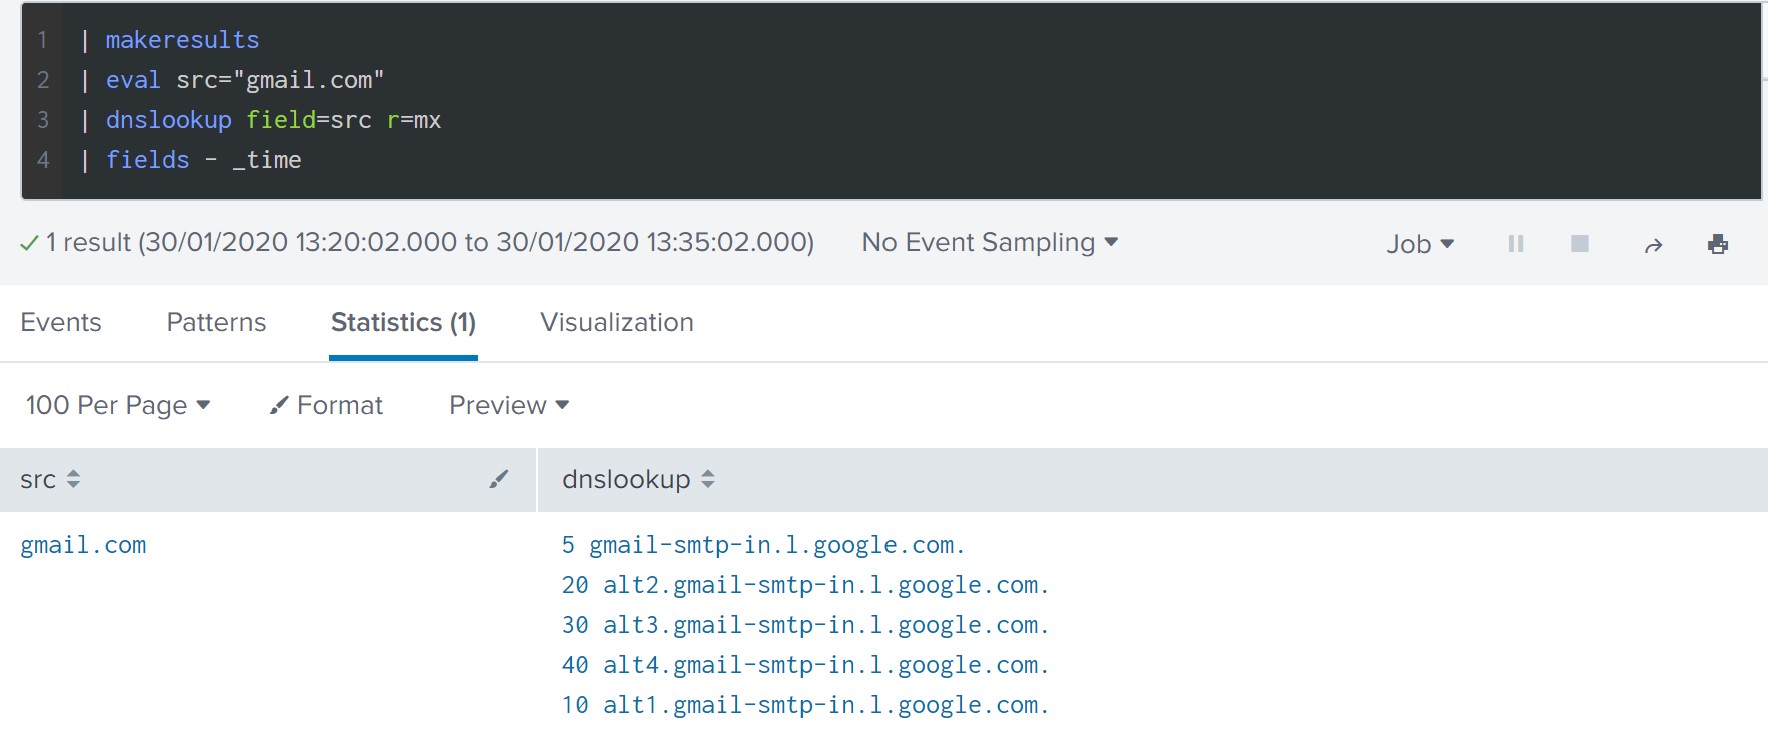 1 | makeresults
2 | eval src="gmail.com"
3 | dnslookup field=src r=mx
4 | fields - _time
1 result (30/01/2020 13:20:02.000 to 30/01/2020 13:35:02.000) No Event Sampling Job
Events Patterns Statistics (1) Visualization
100 Per Page Format Preview
src dnslookup
gmail.com 5 gmail-smtp-in.l.google.com.
20 alt2.gmail-smtp-in.l.google.com.
30 alt3.gmail-smtp-in.l.google.com.
40 alt4.gmail-smtp-in.l.google.com.
10 alt1.gmail-smtp-in.l.google.com.